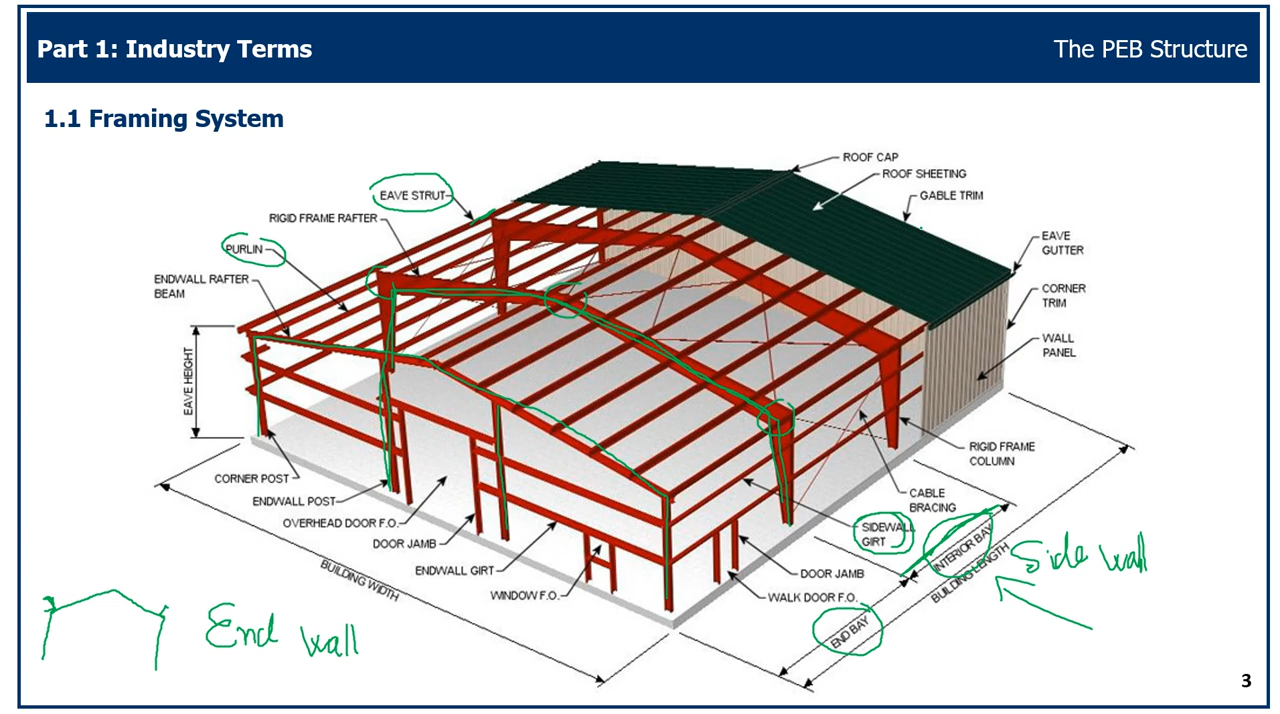 Part 1: Industry Terms
The PEB Structure
1.1 Framing System
ROOF CAP
ROOF SHEETING
GABLE TRIM
EAVE STRUT
RIGID FRAME RAFTER
PURLIN
ENDWALL RAFTER
BEAM
EAVE
GUTTER
CORNER
TRIM
WALL
PANEL
EAVE HEIGHT
RIGID FRAME
COLUMN
CORNER POST
ENDWALL POST
OVERHEAD DOOR F.O.
DOOR JAMB
ENDWALL GIRT
WINDOW F.O.
CABLE
BRACING
SIDEWALL
GIRT
DOOR JAMB
WALK DOOR F.O.
INTERIOR BAY
BUILDING LENGTH
END BAY
BUILDING WIDTH
Side wall
End wall
3